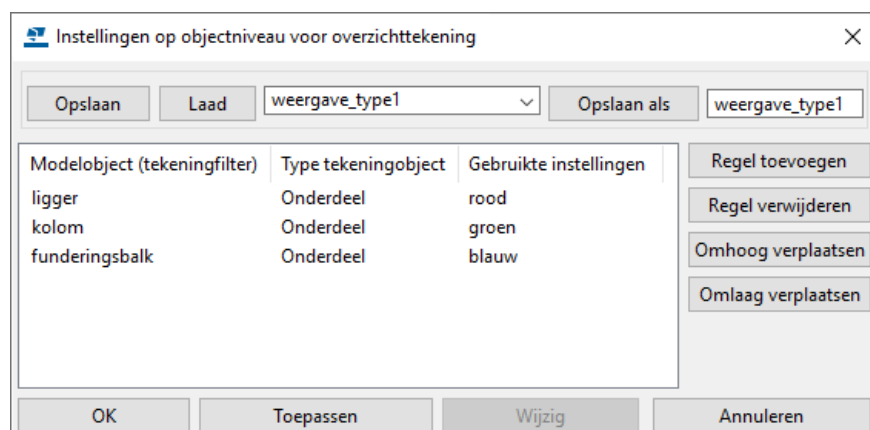 Instellingen op objectniveau voor overzichttekening
Opslaan Laad weergave_type1 Opslaan als weergave_type1
Modelobject (tekeningfilter) Type tekeningobject Gebruikte instellingen
ligger Onderdeel rood
kolom Onderdeel groen
funderingsbalk Onderdeel blauw
Regel toevoegen
Regel verwijderen
Omhoog verplaatsen
Omlaag verplaatsen
OK Toepassen Wijzig Annuleren